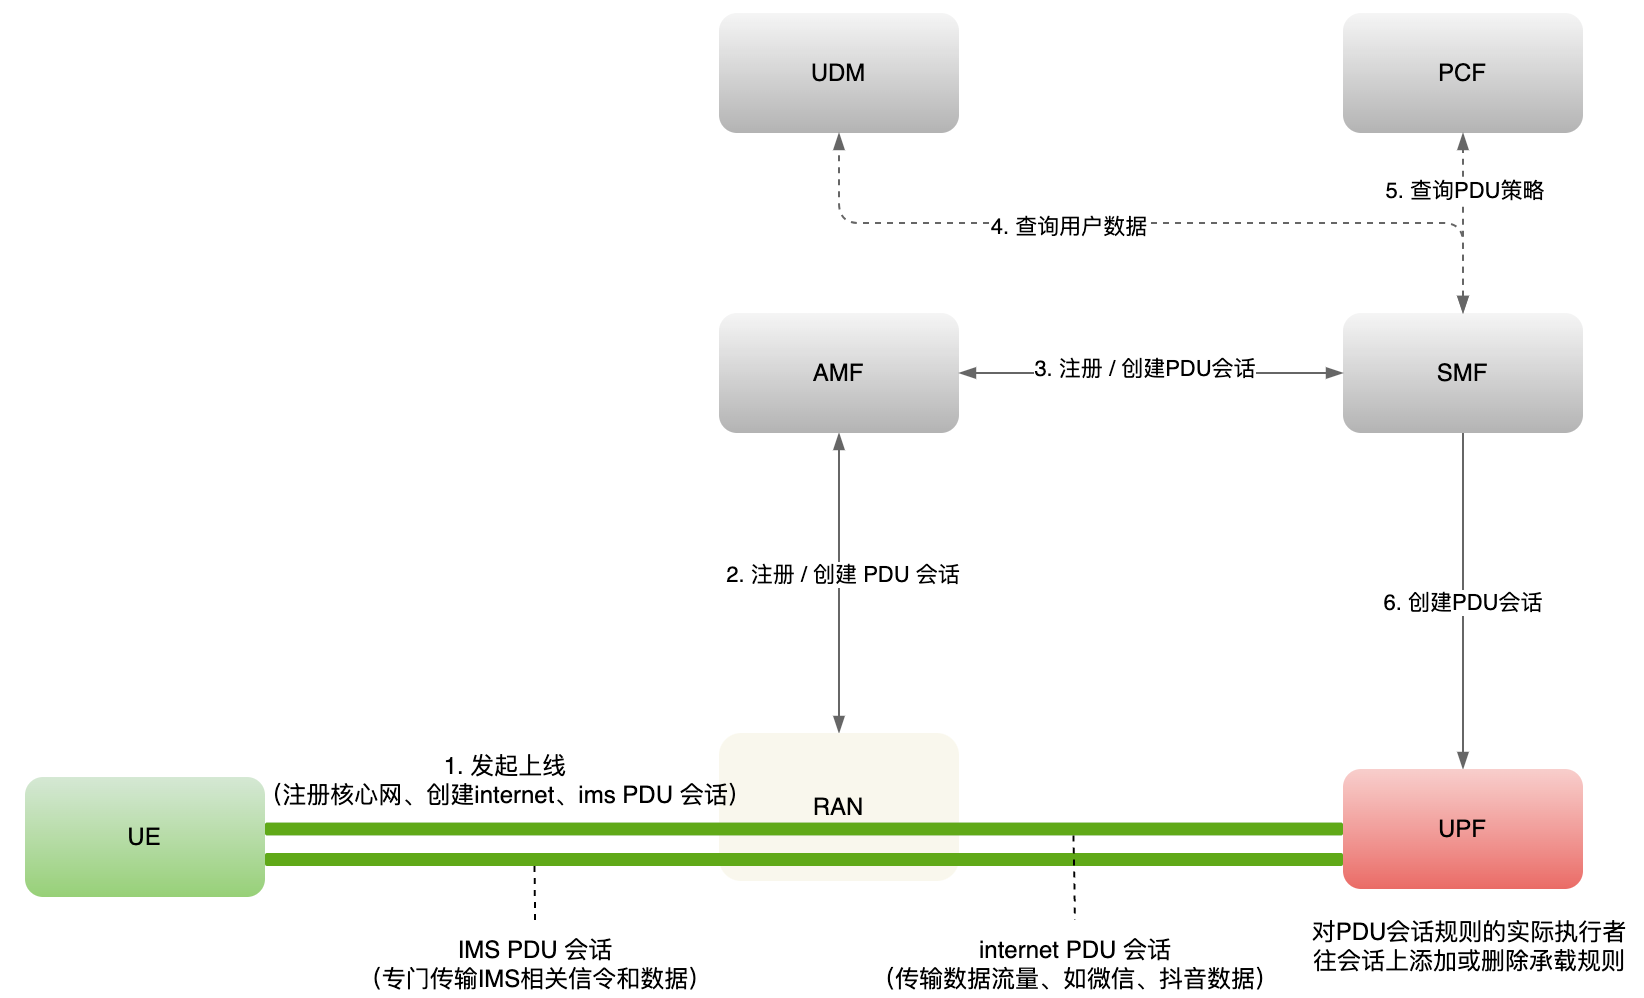 UDM
PCF
5. 查询PDU策略
4. 查询用户数据
AMF
3. 注册 / 创建PDU会话
SMF
2. 注册 / 创建 PDU 会话
6. 创建PDU会话
1. 发起上线
（注册核心网、创建internet、ims PDU 会话）
RAN
UE
UPF
IMS PDU 会话
（专门传输IMS相关信令和数据）
internet PDU 会话
（传输数据流量、如微信、抖音数据）
对PDU会话规则的实际执行者
往会话上添加或删除承载规则